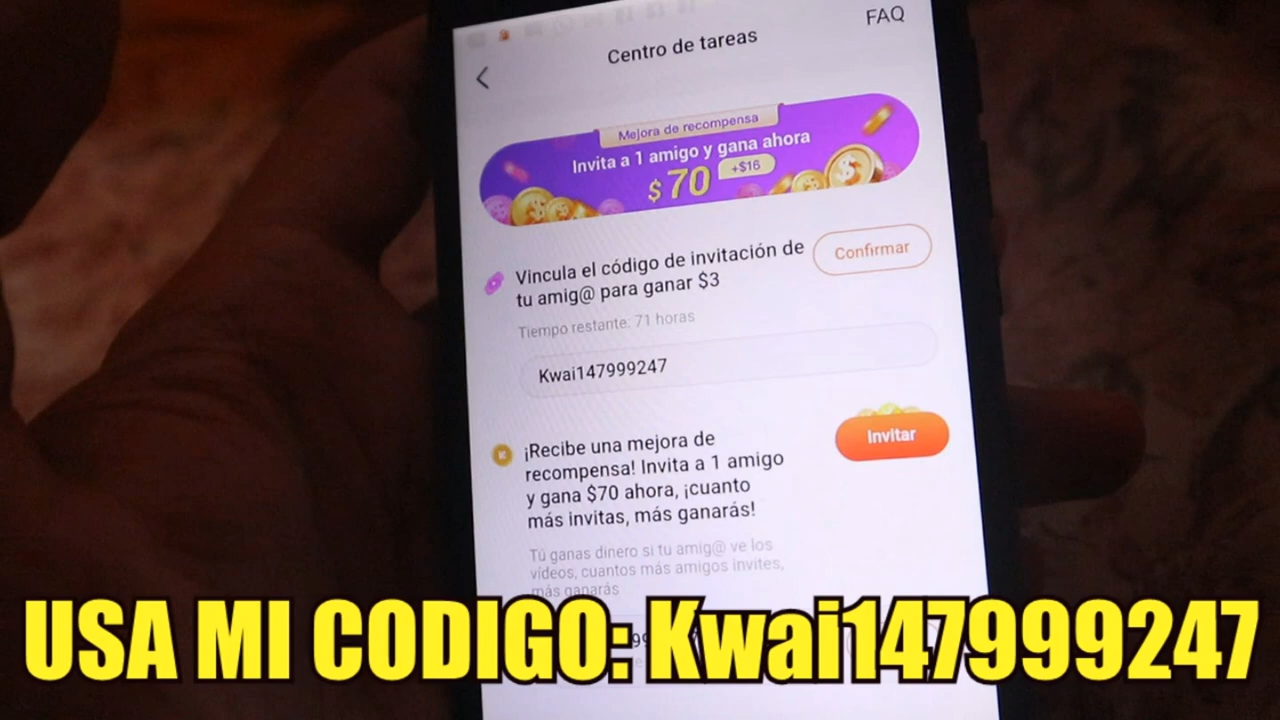 FAQ
Centro de tareas
Mejora de recompensa
Invita a 1 amigo y gana ahora
$70 +$16
Vincula el código de invitación de
tu amig@ para ganar $3
Confirmar
Tiempo restante: 71 horas
Kwai147999247
¡Recibe una mejora de
recompensa! Invita a 1 amigo
y gana $70 ahora, ¡cuanto
más invitas, más ganarás!
Invitar
Tú ganas dinero si tu amig@ ve los
vídeos, cuantos más amigos invites,
más ganarás
USA MI CODIGO: Kwai147999247